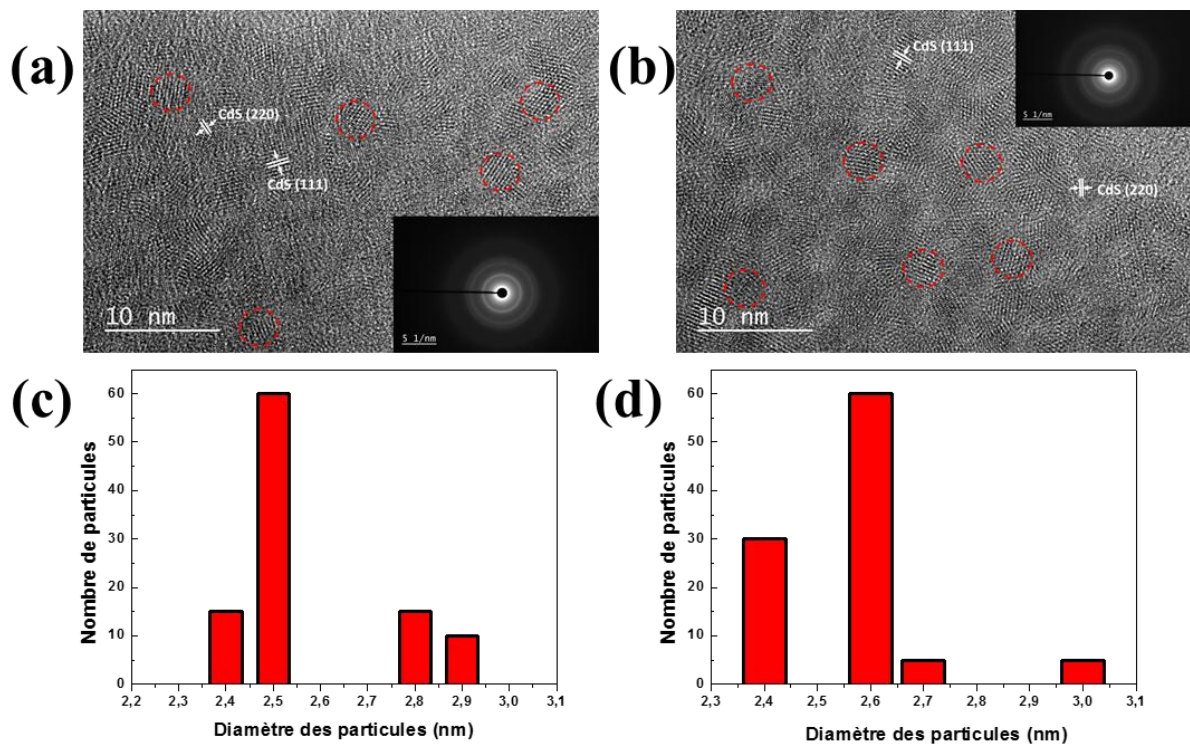 (a)
CdS (220)
CdS (111)
10 nm
5 1/nm
(b)
CdS (111)
CdS (220)
10 nm
5 1/nm
(c)
Nombre de particules
60
50
40
30
20
10
0
2,2 2,3 2,4 2,5 2,6 2,7 2,8 2,9 3,0 3,1
Diamètre des particules (nm)
(d)
Nombre de particules
60
50
40
30
20
10
0
2,3 2,4 2,5 2,6 2,7 2,8 2,9 3,0 3,1
Diamètre des particules (nm)